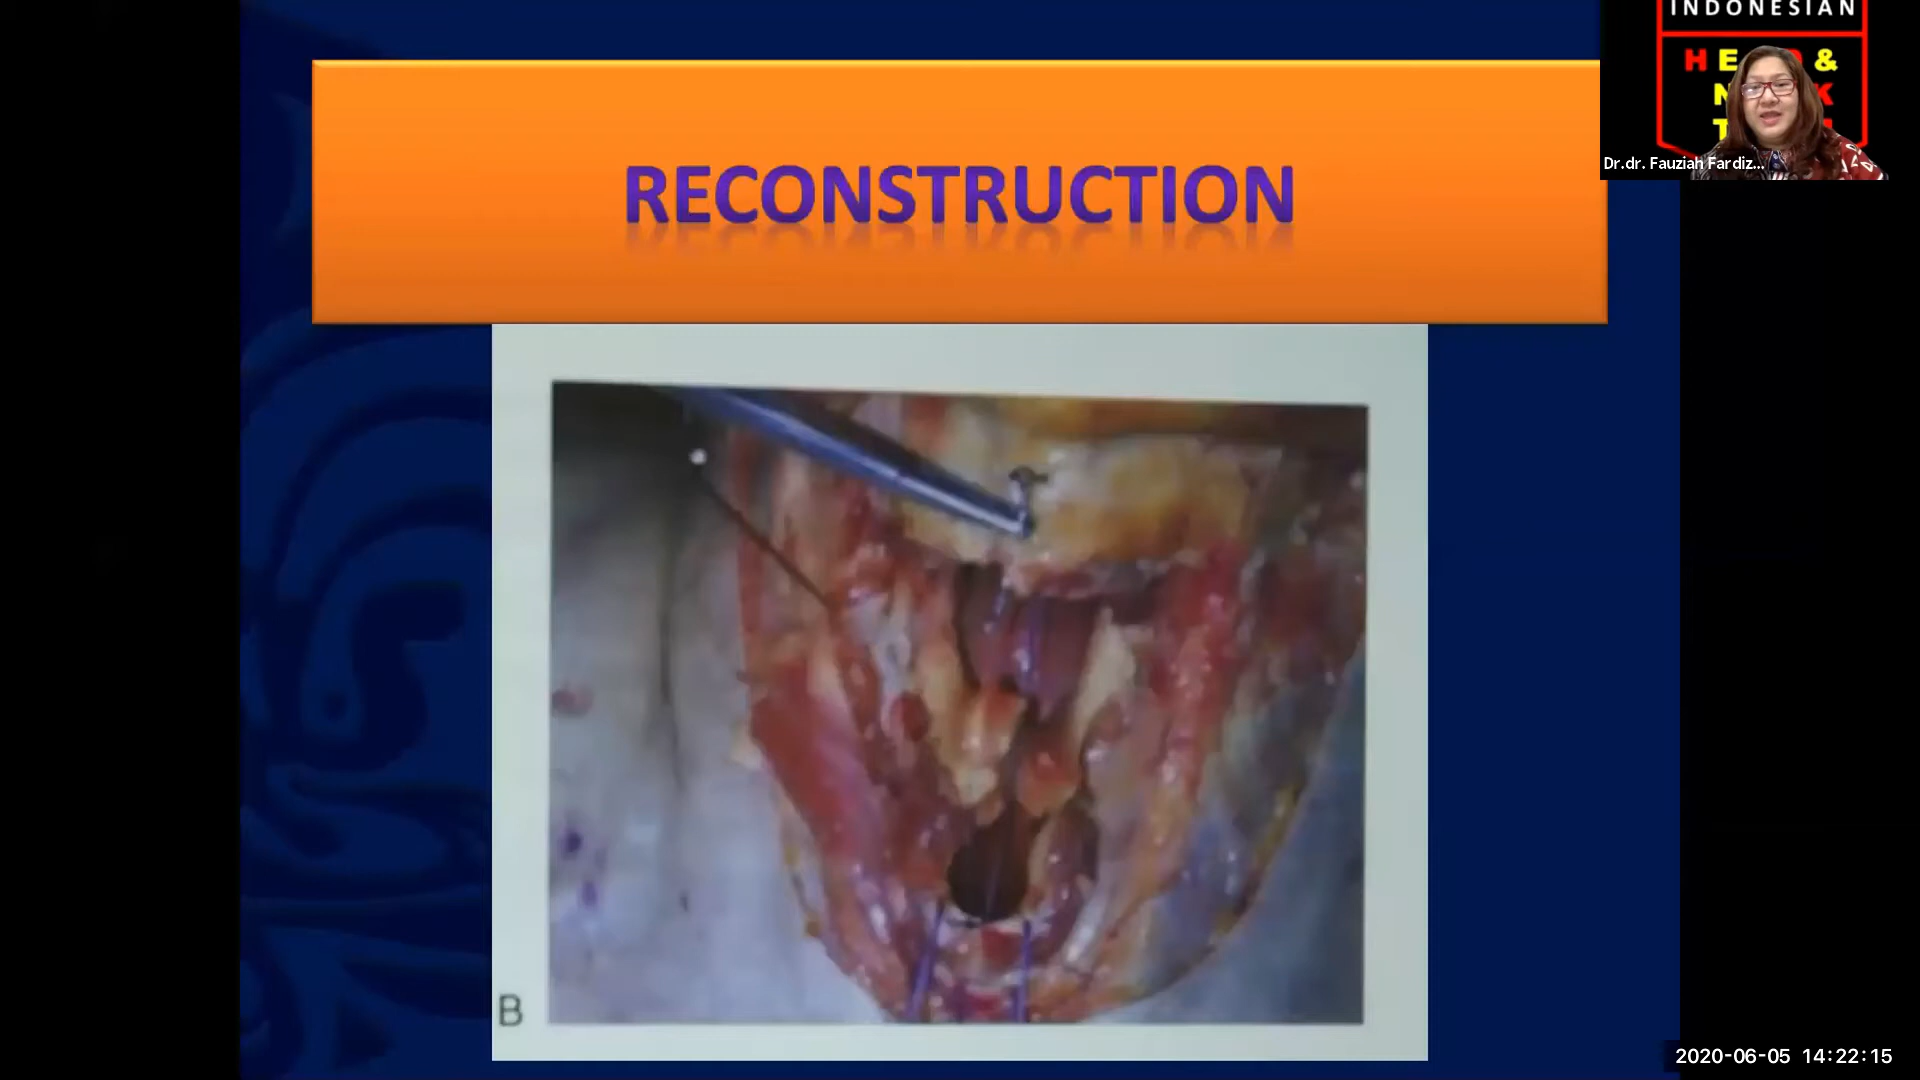 INDONESIAN
H E &
N K
T
Dr.dr. Fauziah Fardiz...
RECONSTRUCTION
B
2020-06-05 14:22:15